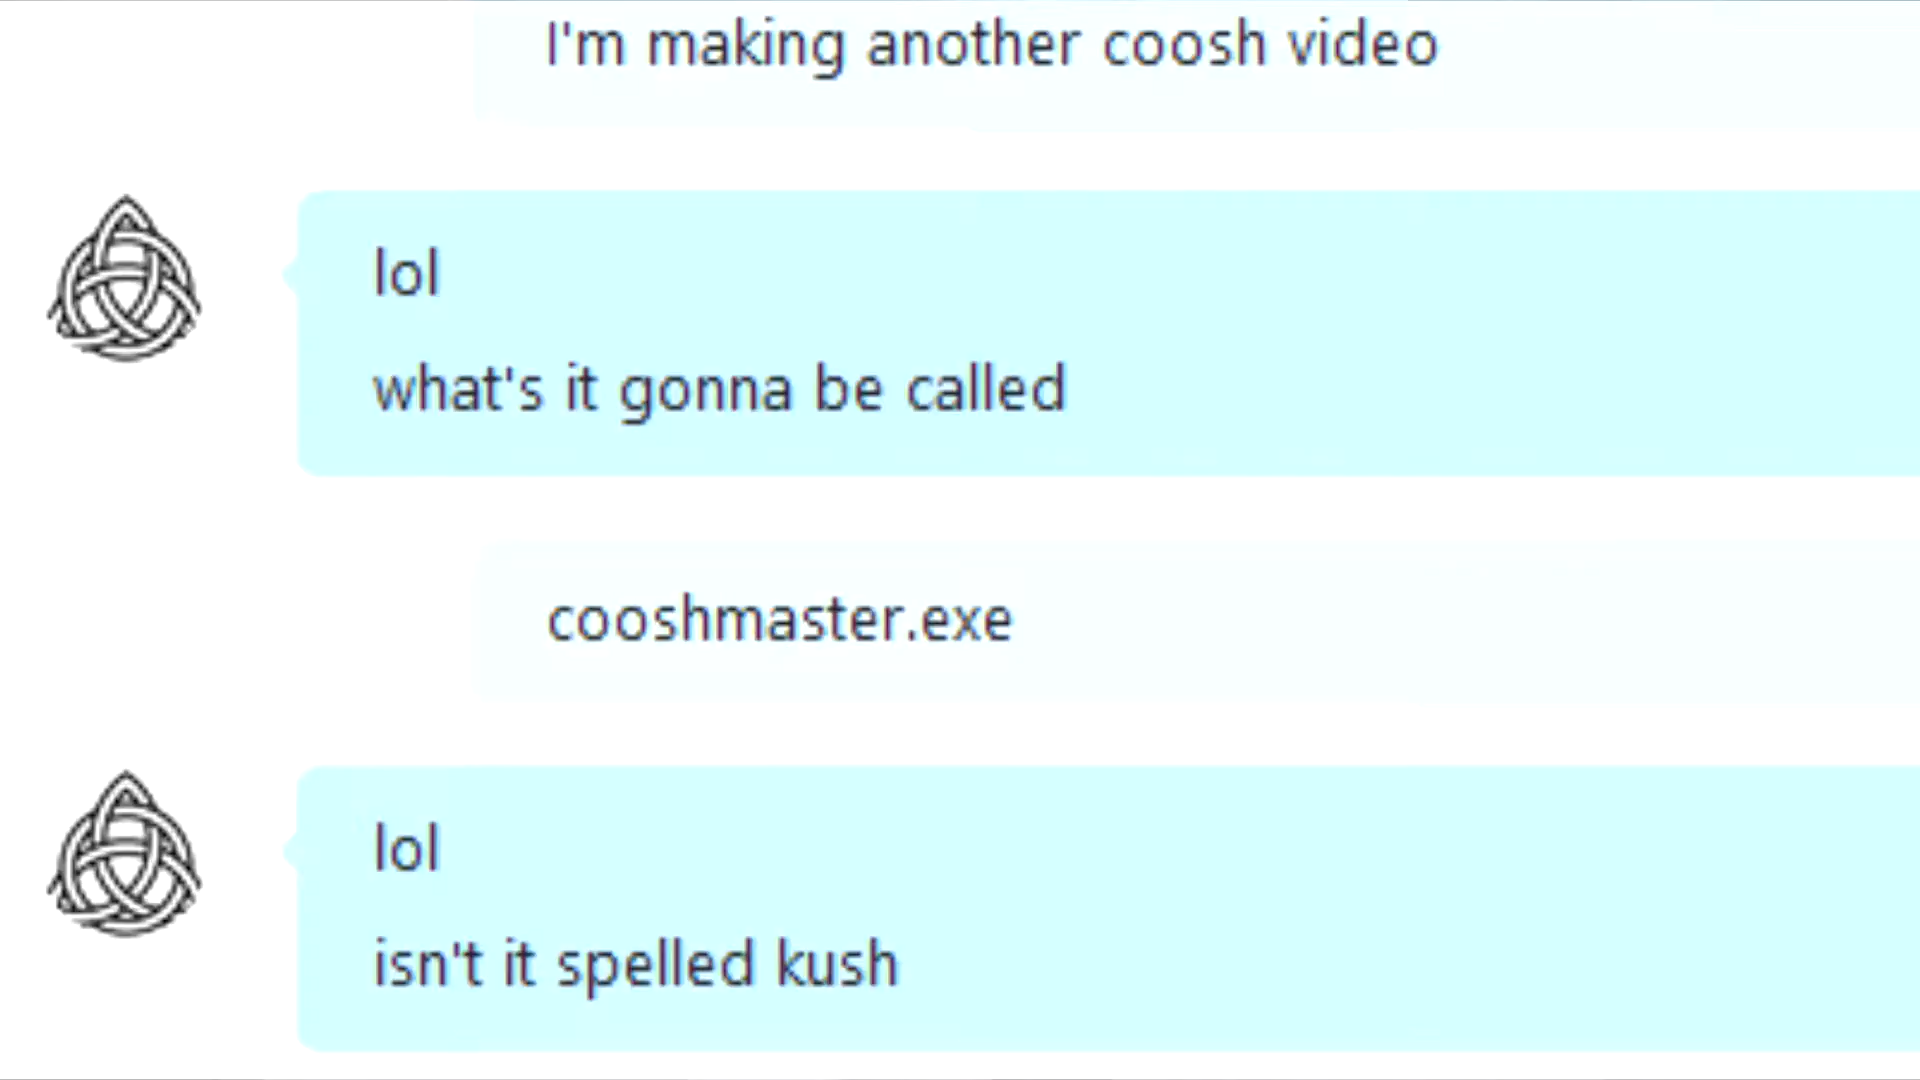 I'm making another coosh video
lol
what's it gonna be called
cooshmaster.exe
lol
isn't it spelled kush